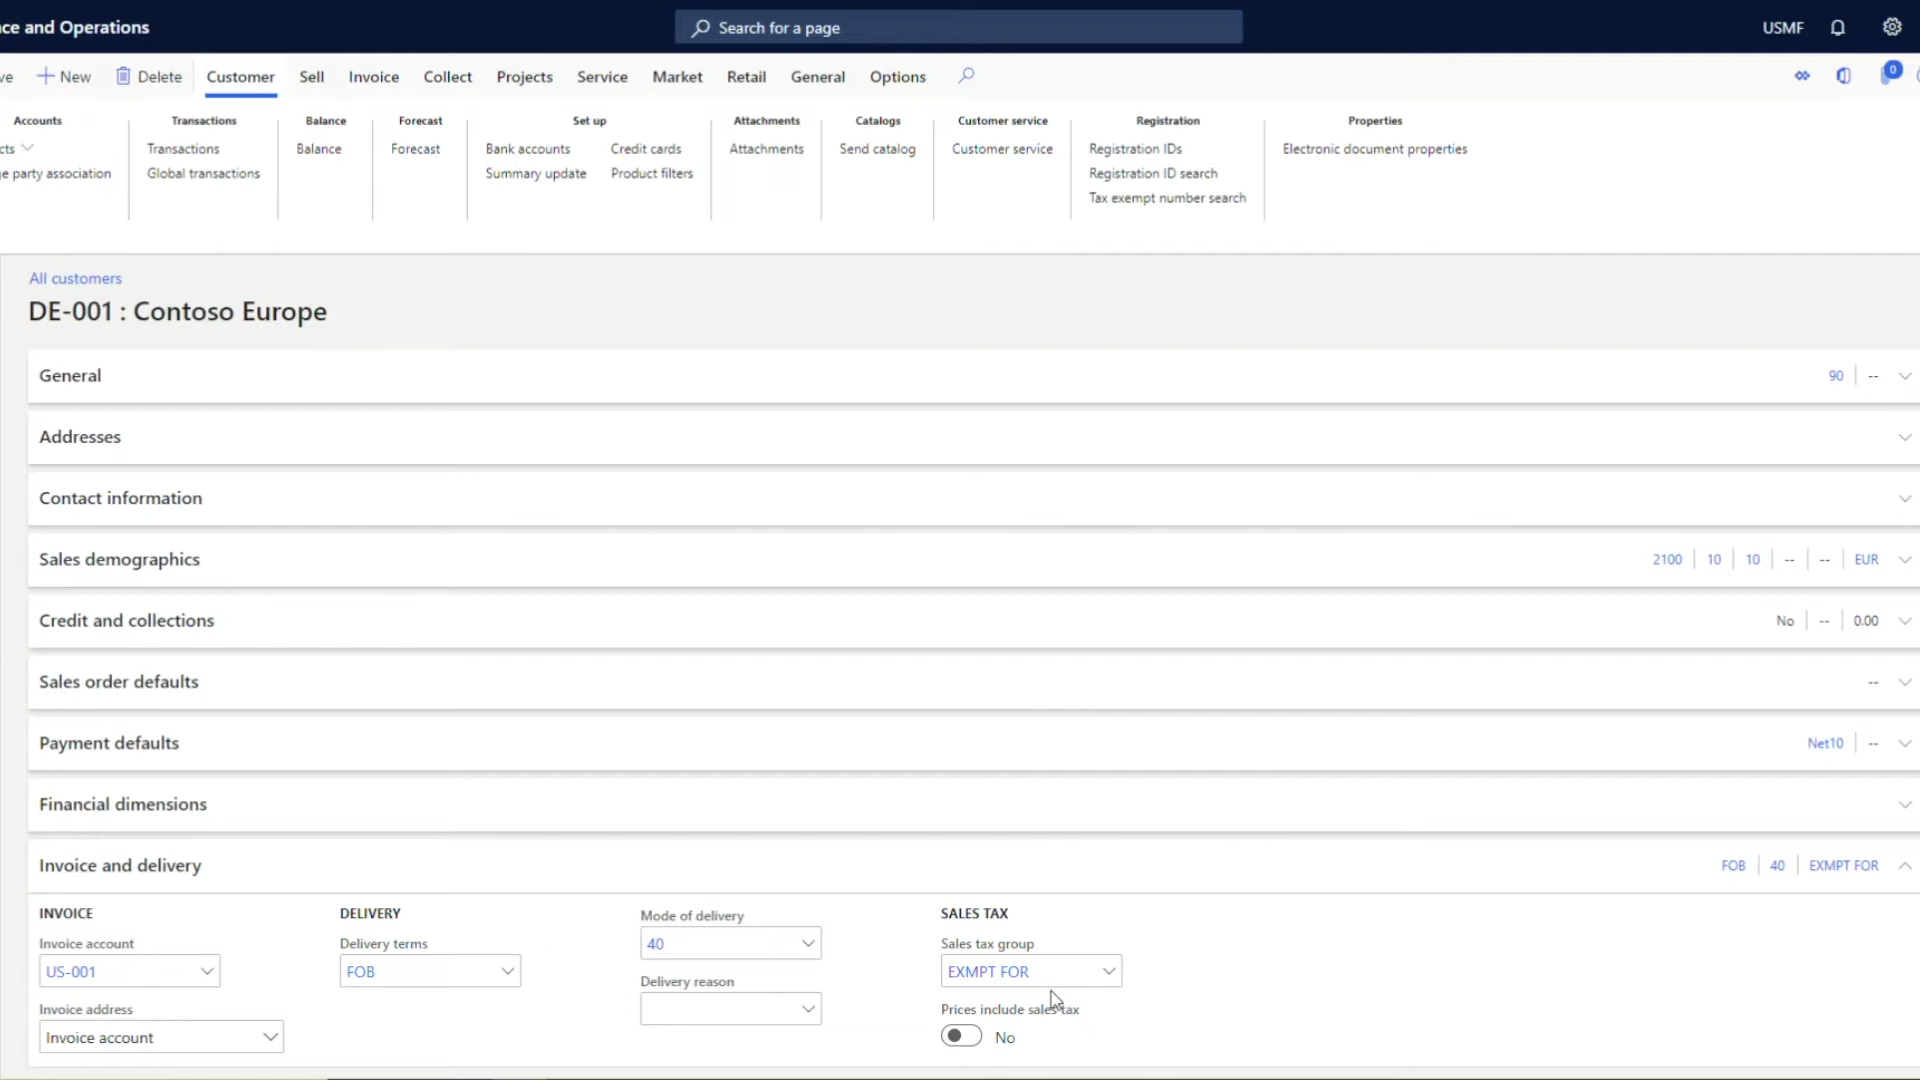 and Operations
Search for a page
USMF
New
Delete
Customer
Sell
Invoice
Collect
Projects
Service
Market
Retail
General
Options
0
Accounts
Transactions
Balance
Forecast
Set up
Attachments
Catalogs
Customer service
Registration
Properties
Transactions
Balance
Forecast
Bank accounts
Credit cards
Attachments
Send catalog
Customer service
Registration IDs
Electronic document properties
party association
Global transactions
Summary update
Product filters
Registration ID search
Tax exempt number search
All customers
DE-001 : Contoso Europe
General
90 | --
Addresses
Contact information
Sales demographics
2100 | 10 | 10 | -- | -- | EUR
Credit and collections
No | -- | 0.00
Sales order defaults
--
Payment defaults
Net10 | --
Financial dimensions
Invoice and delivery
FOB | 40 | EXMPT FOR
INVOICE
Invoice account
US-001
Invoice address
Invoice account
DELIVERY
Delivery terms
FOB
Mode of delivery
40
Delivery reason
SALES TAX
Sales tax group
EXMPT FOR
Prices include sales tax
No